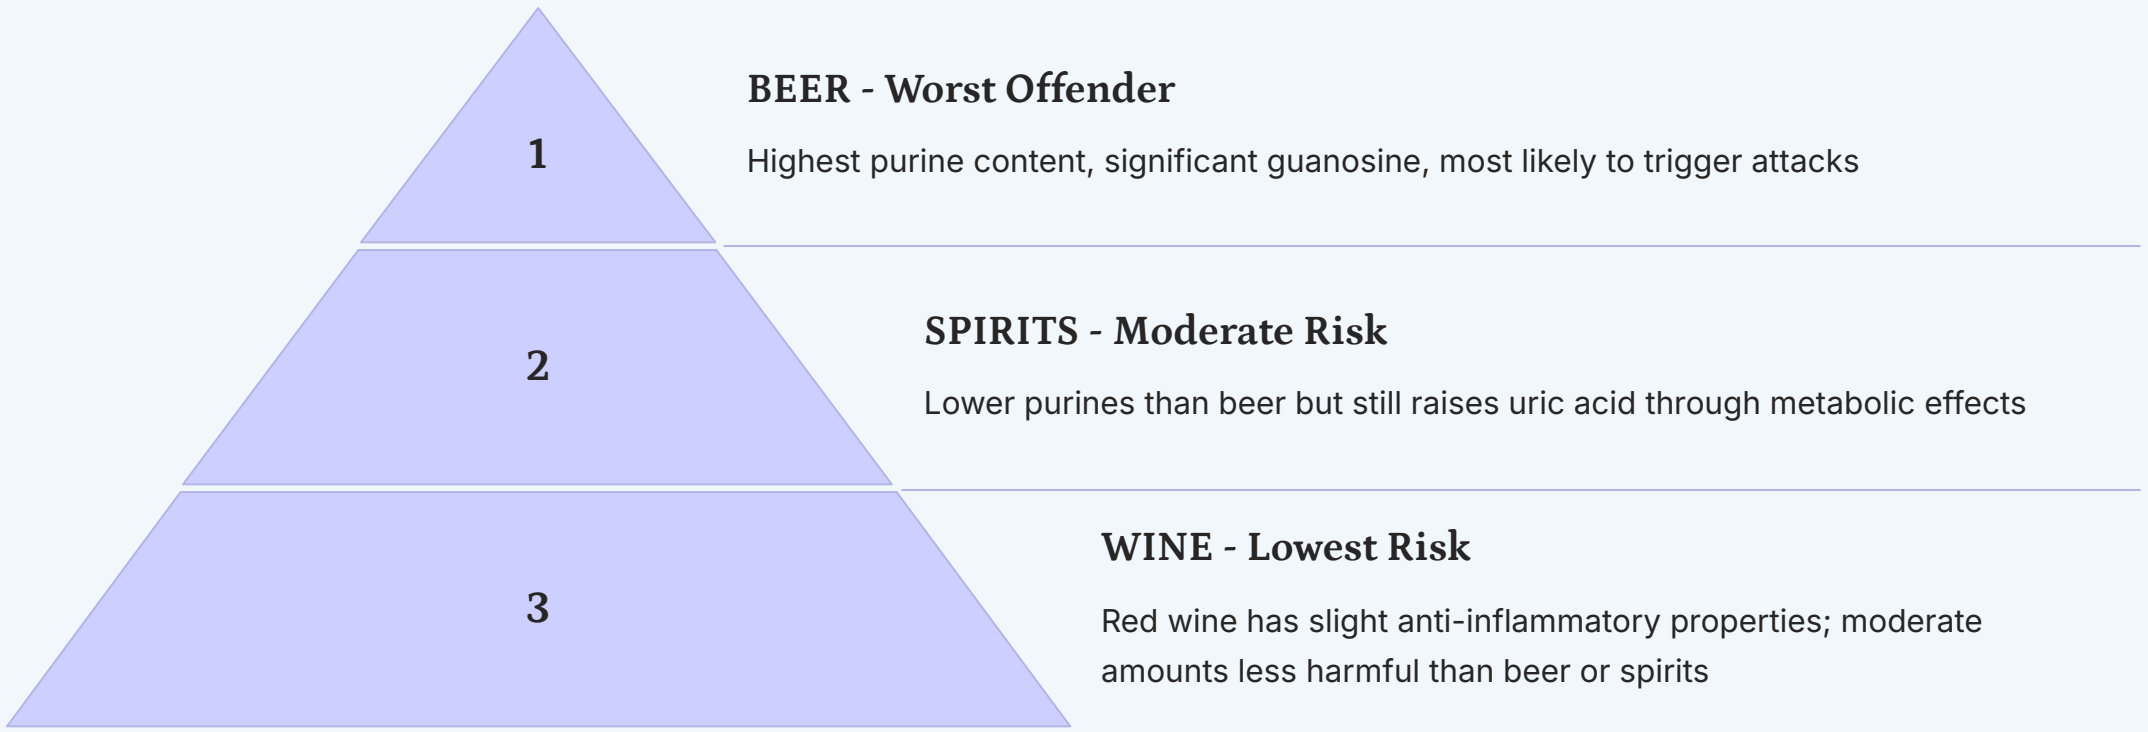 1
BEER - Worst Offender
Highest purine content, significant guanosine, most likely to trigger attacks
2
SPIRITS - Moderate Risk
Lower purines than beer but still raises uric acid through metabolic effects
3
WINE - Lowest Risk
Red wine has slight anti-inflammatory properties; moderate
amounts less harmful than beer or spirits